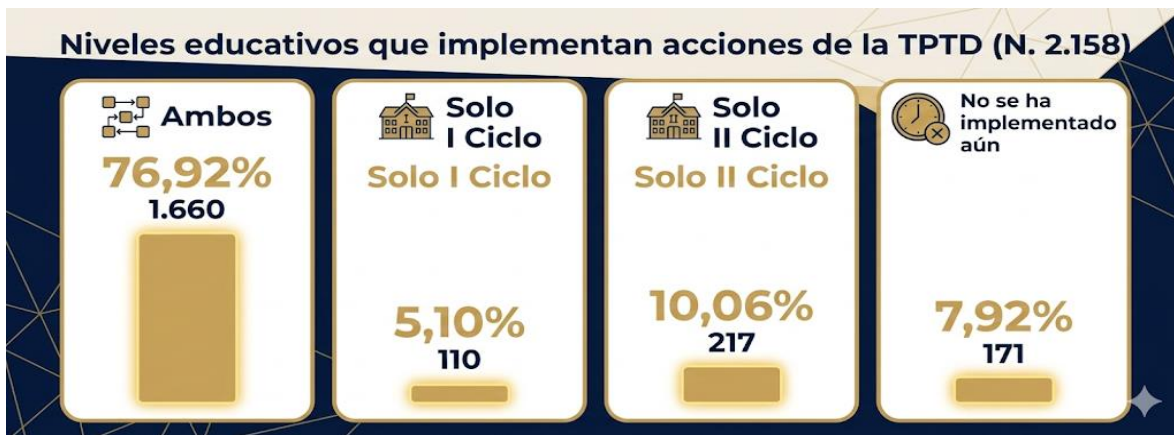 Niveles educativos que implementan acciones de la TPTD (N. 2.158)
Ambos
76,92%
1.660
Solo
I Ciclo
Solo I Ciclo
5,10%
110
Solo
II Ciclo
Solo II Ciclo
10,06%
217
No se ha
implementado
aún
7,92%
171